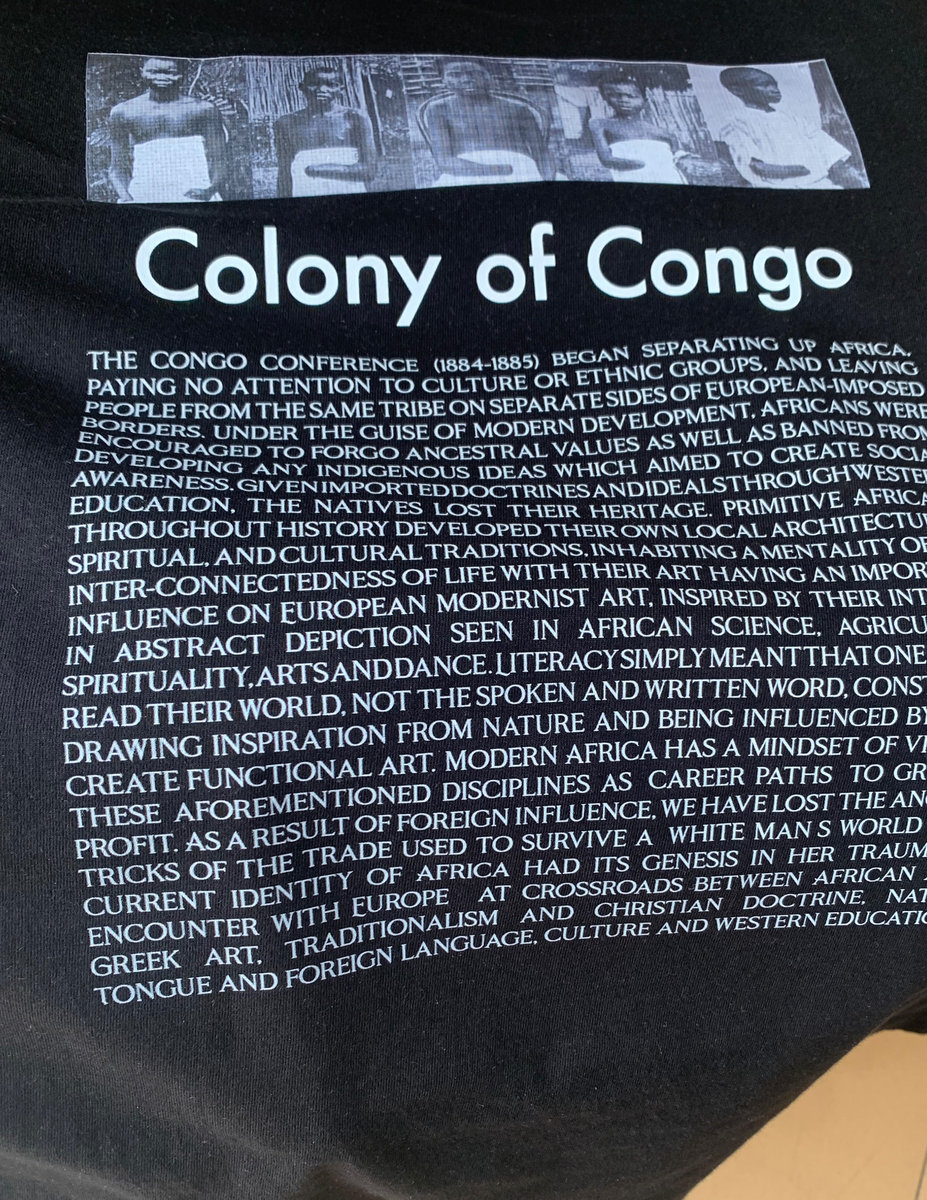 Colony of Congo
THE CONGO CONFERENCE (1884-1885) BEGAN SEPARATING UP AFRICA,
PAYING NO ATTENTION TO CULTURE OR ETHNIC GROUPS, AND LEAVING
PEOPLE FROM THE SAME TRIBE ON SEPARATE SIDES OF EUROPEAN-IMPOSED
BORDERS. UNDER THE GUISE OF MODERN DEVELOPMENT, AFRICANS WERE
ENCOURAGED TO FORGO ANCESTRAL VALUES AS WELL AS BANNED FROM
DEVELOPING ANY INDIGENOUS IDEAS WHICH AIMED TO CREATE
AWARENESS. GIVEN IMPORTED DOCTRINES AND IDEALS THROUGH
EDUCATION, THE NATIVES LOST THEIR HERITAGE. PRIMITIVE
THROUGHOUT HISTORY DEVELOPED THEIR OWN LOCAL
SPIRITUAL, AND CULTURAL TRADITIONS, INHABITING A MENTALITY OF
INTER-CONNECTEDNESS OF LIFE WITH THEIR ART HAVING AN
INFLUENCE ON EUROPEAN MODERNIST ART, INSPIRED BY THEIR
IN ABSTRACT DEPICTION SEEN IN AFRICAN SCIENCE,
SPIRITUALITY, ARTS AND DANCE. LITERACY SIMPLY MEANT THAT ONE
READ THEIR WORLD, NOT THE SPOKEN AND WRITTEN WORD,
DRAWING INSPIRATION FROM NATURE AND BEING INFLUENCED BY
CREATE FUNCTIONAL ART. MODERN AFRICA HAS A MINDSET OF
THESE AFOREMENTIONED DISCIPLINES AS CAREER PATHS TO
PROFIT. AS A RESULT OF FOREIGN INFLUENCE, WE HAVE LOST THE
TRICKS OF THE TRADE USED TO SURVIVE A WHITE MAN S WORLD
CURRENT IDENTITY OF AFRICA HAD ITS GENESIS IN HER
ENCOUNTER WITH EUROPE AT CROSSROADS BETWEEN AFRICAN
GREEK ART, TRADITIONALISM AND CHRISTIAN DOCTRINE,
TONGUE AND FOREIGN LANGUAGE, CULTURE AND WESTERN